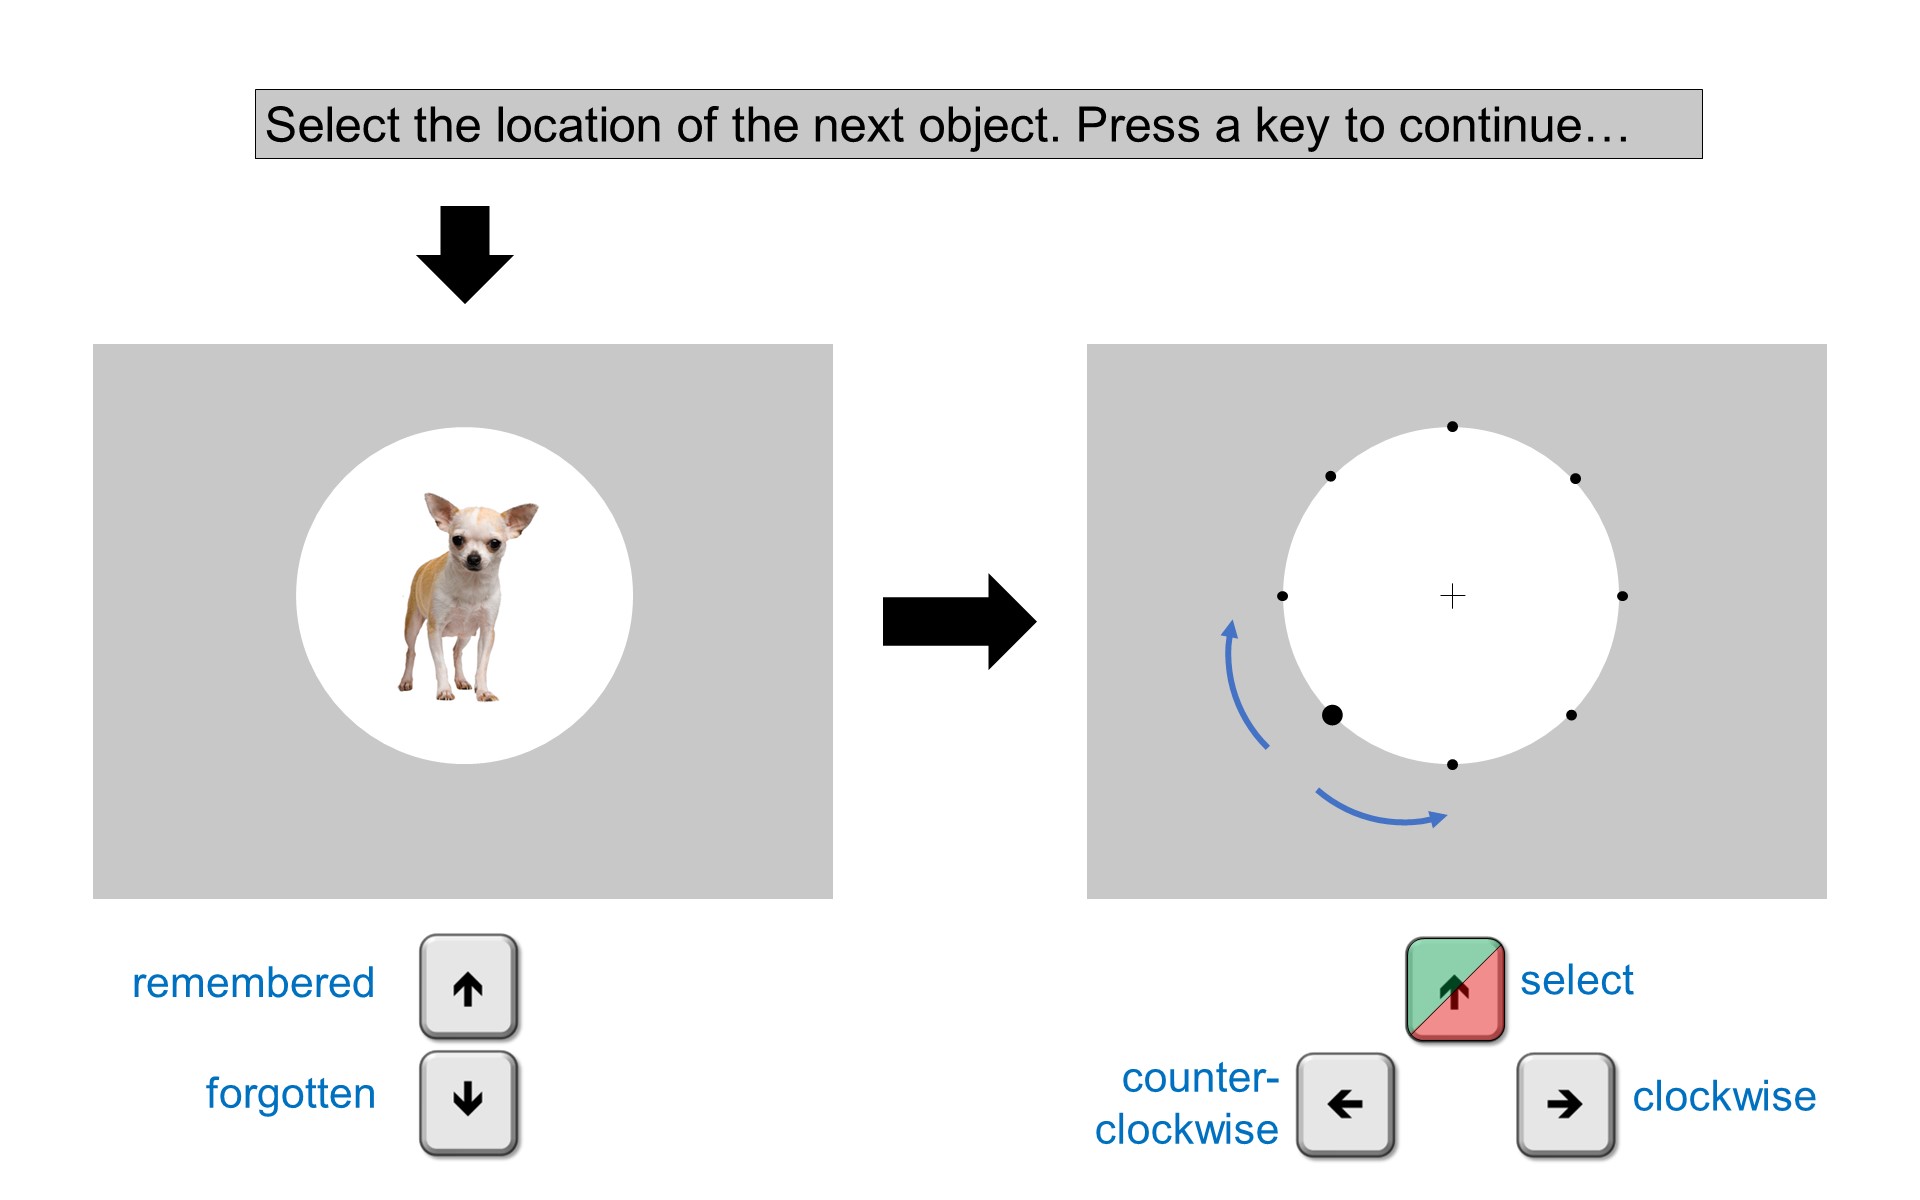 Select the location of the next object. Press a key to continue…
remembered
forgotten
select
counter-
clockwise
clockwise